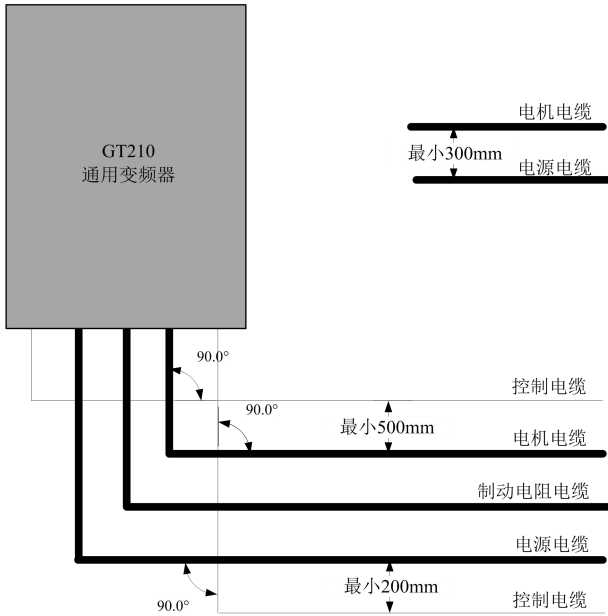 电机电缆
最小300mm
电源电缆
GT210
通用变频器
90.0°
控制电缆
90.0°
最小500mm
电机电缆
制动电阻电缆
电源电缆
最小200mm
90.0°
控制电缆